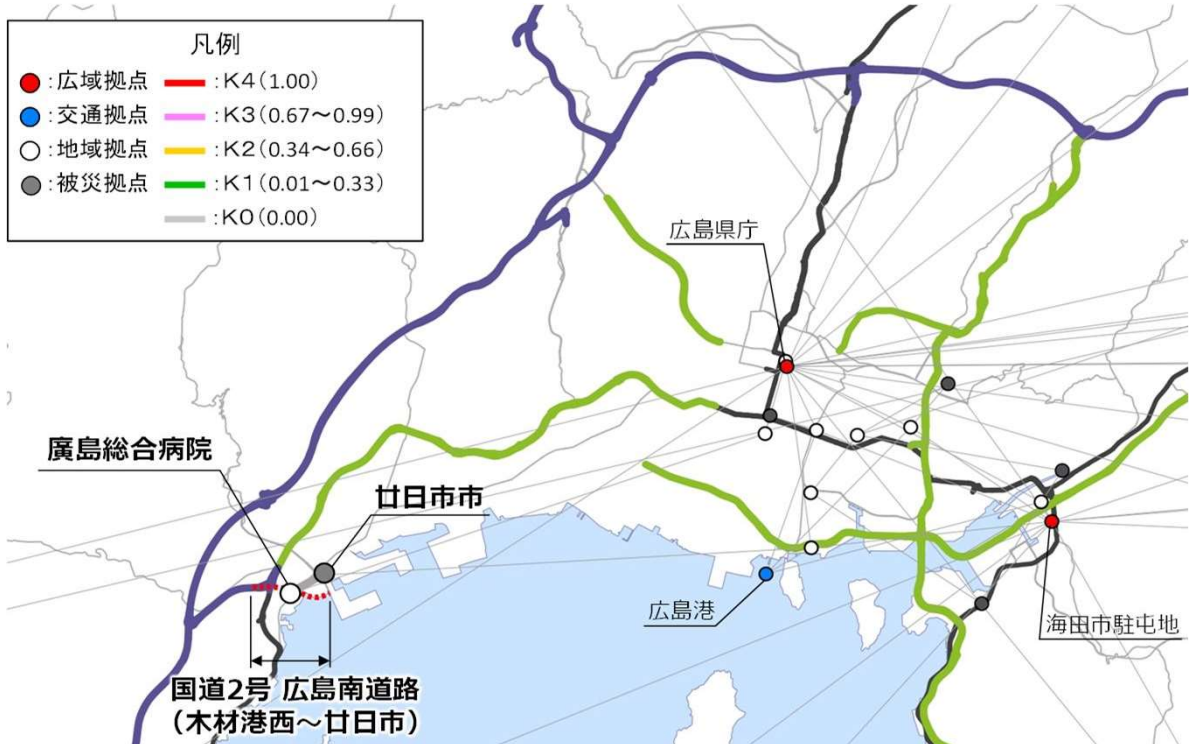 凡例
:広域拠点 :K4(1.00)
:交通拠点 :K3(0.67～0.99)
:地域拠点 :K2(0.34～0.66)
:被災拠点 :K1(0.01～0.33)
:K0(0.00)
広島県庁
廣島総合病院
廿日市市
広島港
海田市駐屯地
国道2号 広島南道路
（木材港西～廿日市）